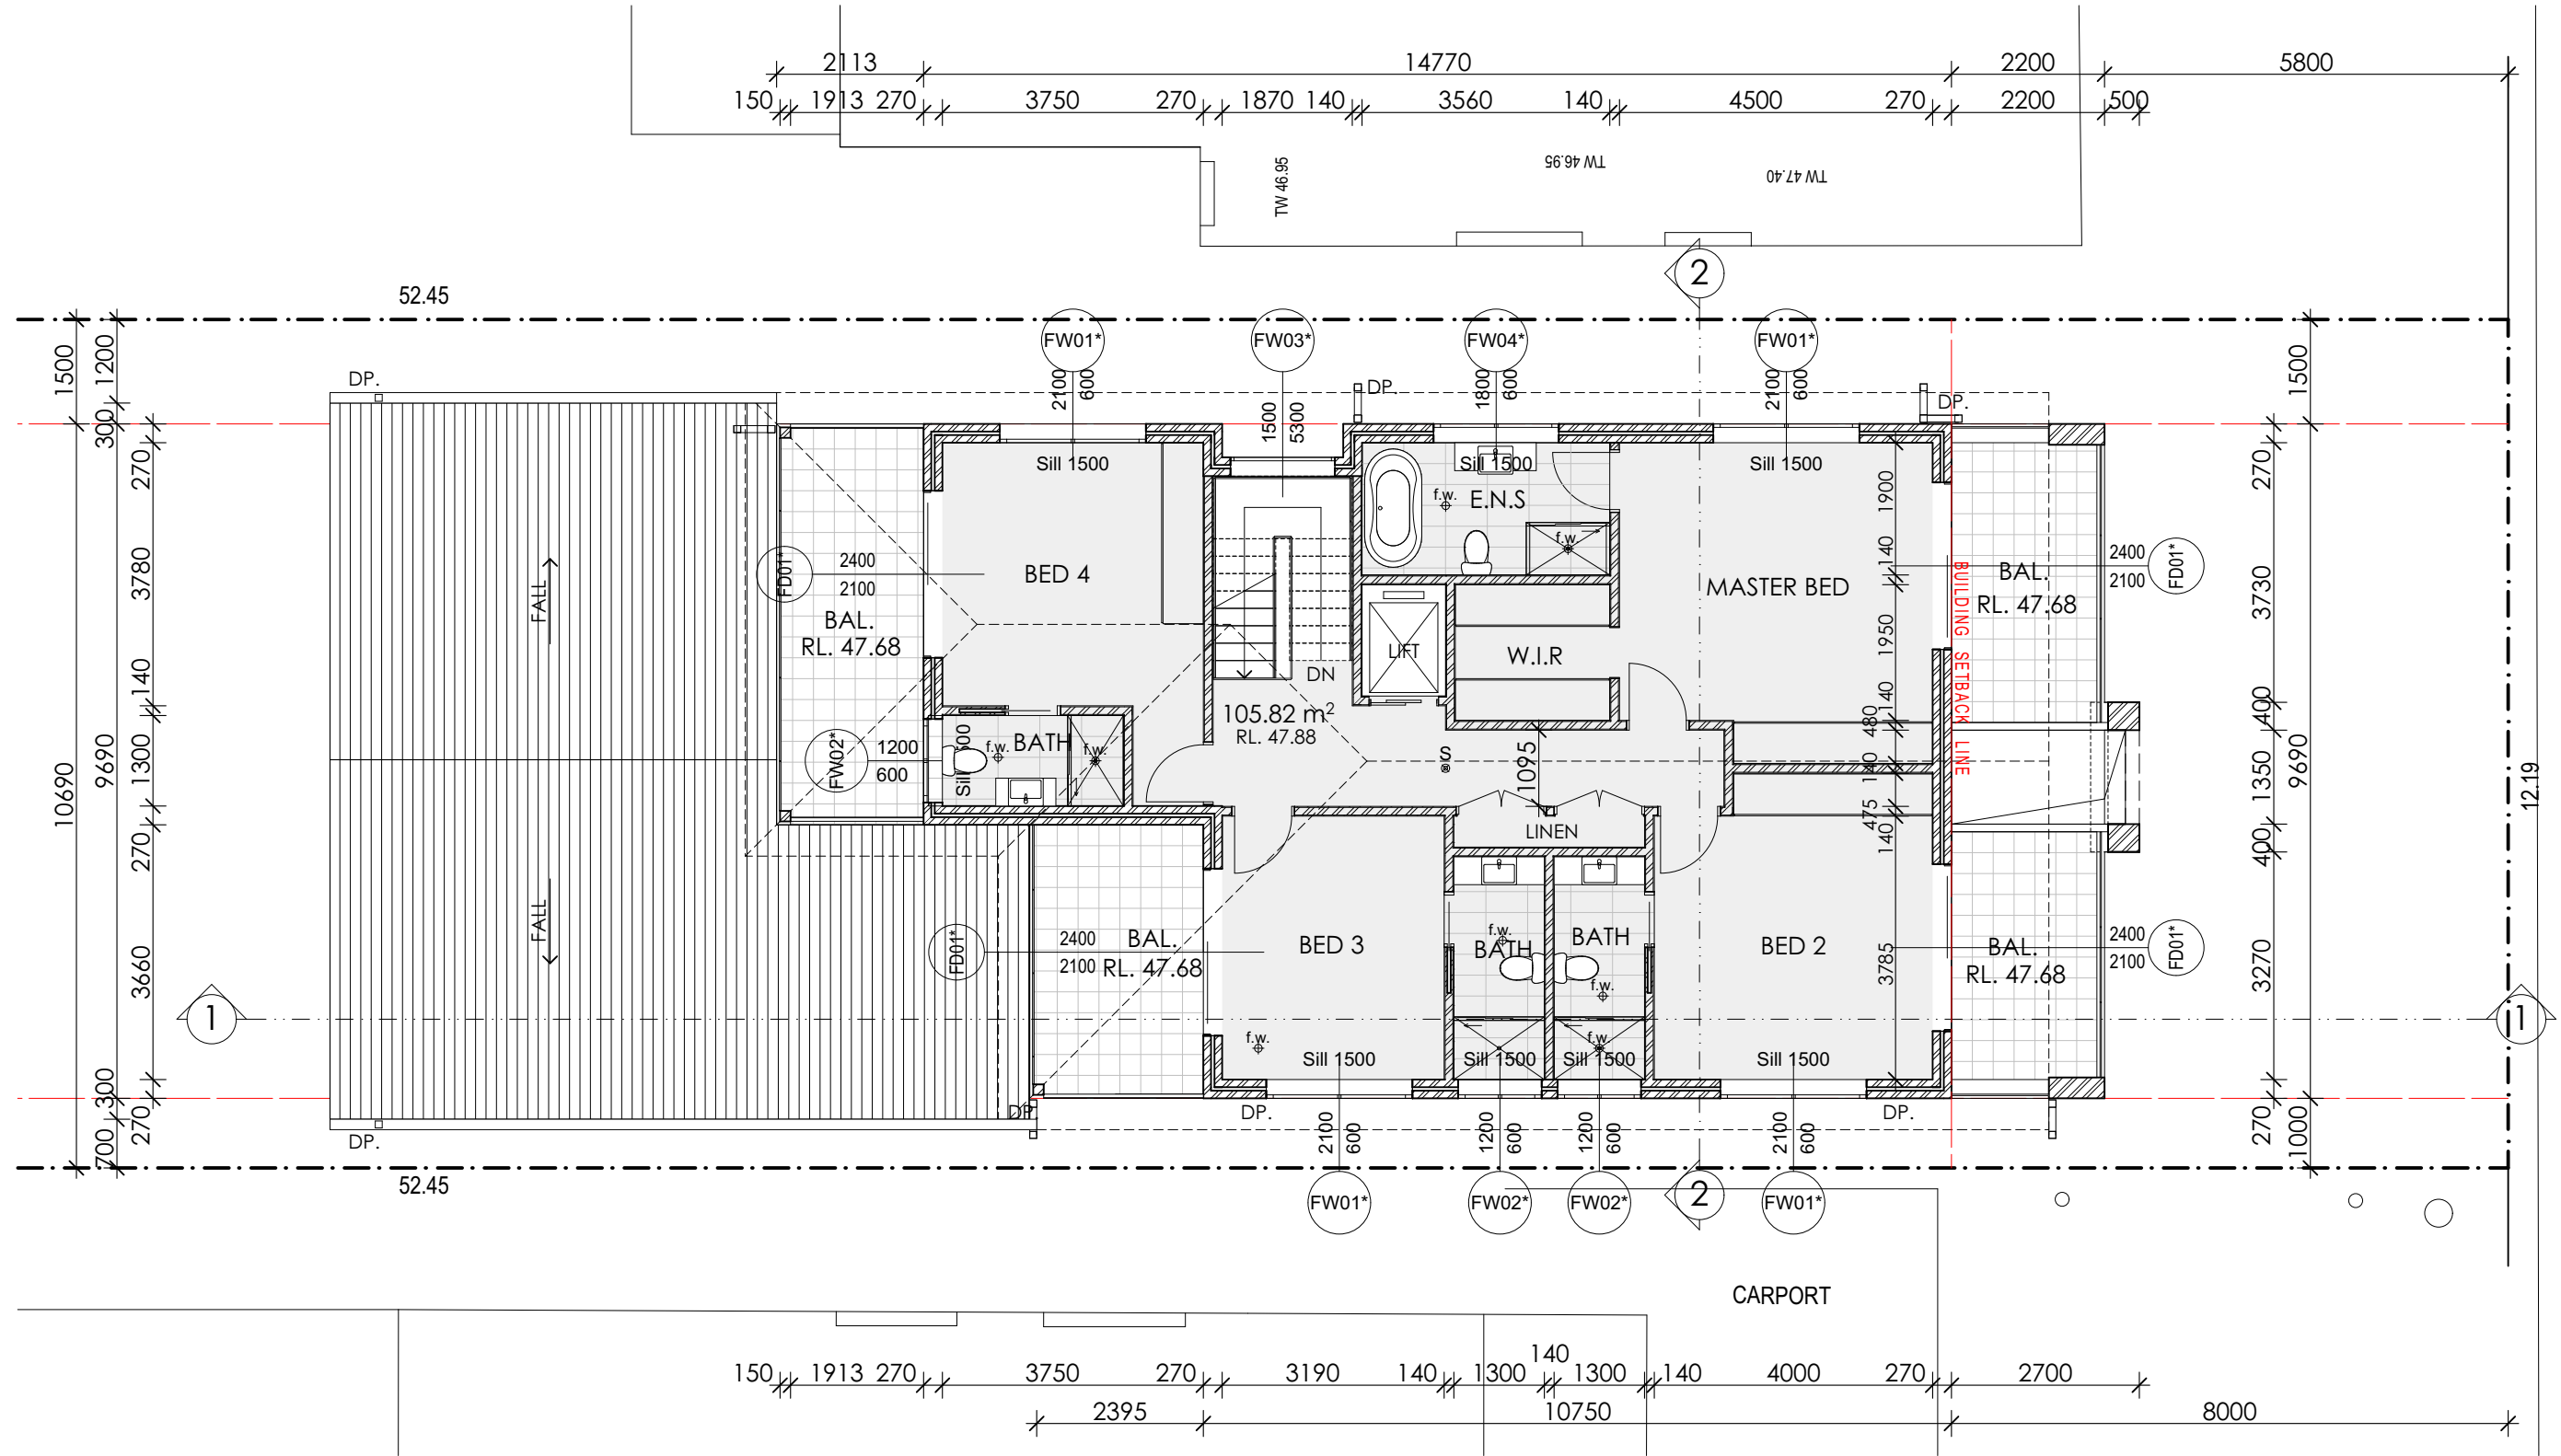 2113 14770 2200 5800
150 1913 270 3750 270 1870 140 3560 140 4500 270 2200 500
TW 46.95
TW 46.95
TW 47.40
2
52.45
FW01*
FW03*
FW04*
FW01*
2100
600
1500
5300
1800
600
2100
600
DP.
DP.
DP.
1500
1200
300
270
3780
140
1300
270
3660
300
270
700
9690
10690
Sill 1500
Sill 1500
Sill 1500
f.w.
E.N.S
f.w.
FALL
FALL
FD01*
2400
2100
BED 4
BAL.
RL. 47.68
MASTER BED
1900
140
1950
140
480
140
475
140
3785
BUILDING SETBACK LINE
BAL.
RL. 47.68
2400
2100
FD01*
LIFT
W.I.R
DN
105.82 m2
RL. 47.88
FW02*
1200
600
f.w.
BATH
f.w.
S
1095
LINEN
1500
270
3730
400
1350
400
3270
270
1000
9690
12.19
FD01*
2400
2100
BAL.
RL. 47.68
BED 3
f.w.
BATH
BATH
f.w.
BED 2
BAL.
RL. 47.68
2400
2100
FD01*
1
1
f.w.
f.w.
Sill 1500
Sill 1500
Sill 1500
Sill 1500
DP.
DP.
DP.
2100
600
1200
600
1200
600
2100
600
52.45
FW01*
FW02*
FW02*
FW01*
2
CARPORT
150 1913 270 3750 270 3190 140 1300 140 1300 140 4000 270 2700
2395 10750 8000